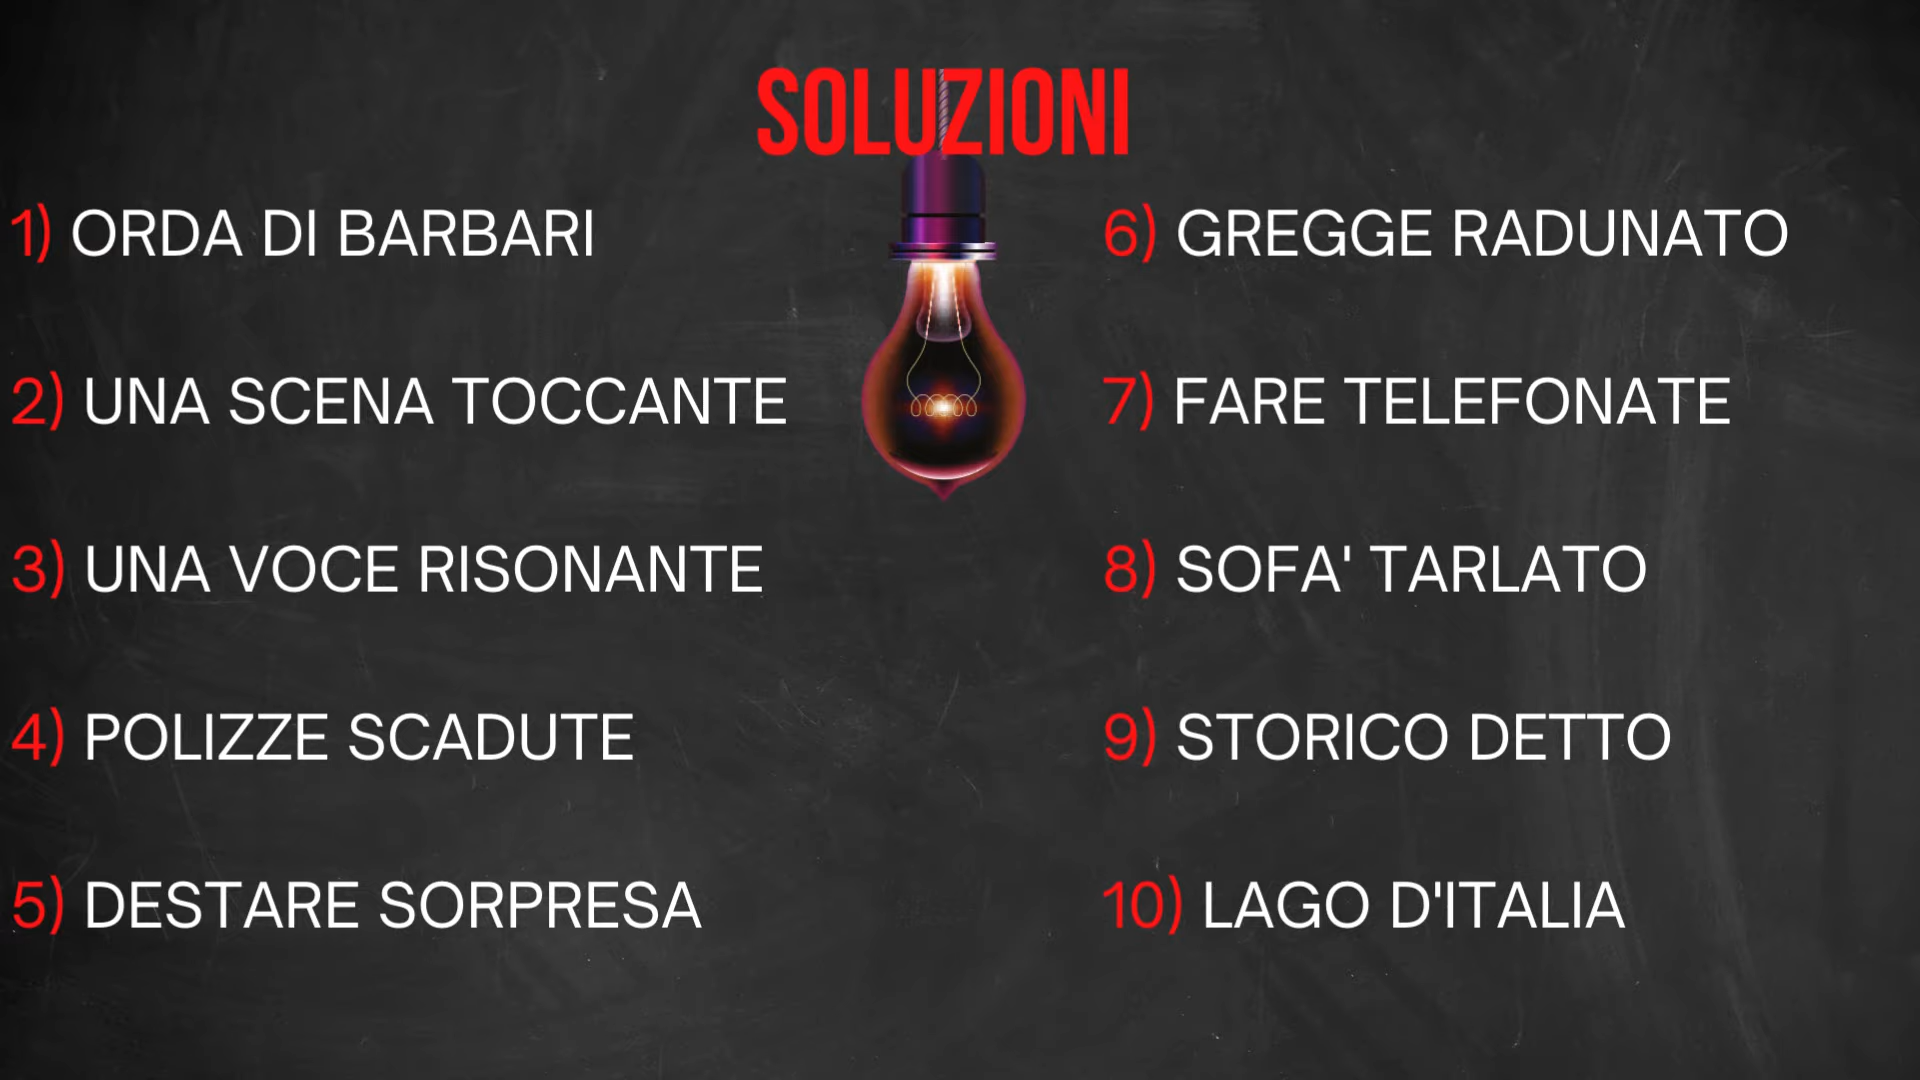 SOLUZIONI
1) ORDA DI BARBARI
2) UNA SCENA TOCCANTE
3) UNA VOCE RISONANTE
4) POLIZZE SCADUTE
5) DESTARE SORPRESA
6) GREGGE RADUNATO
7) FARE TELEFONATE
8) SOFA' TARLATO
9) STORICO DETTO
10) LAGO D'ITALIA